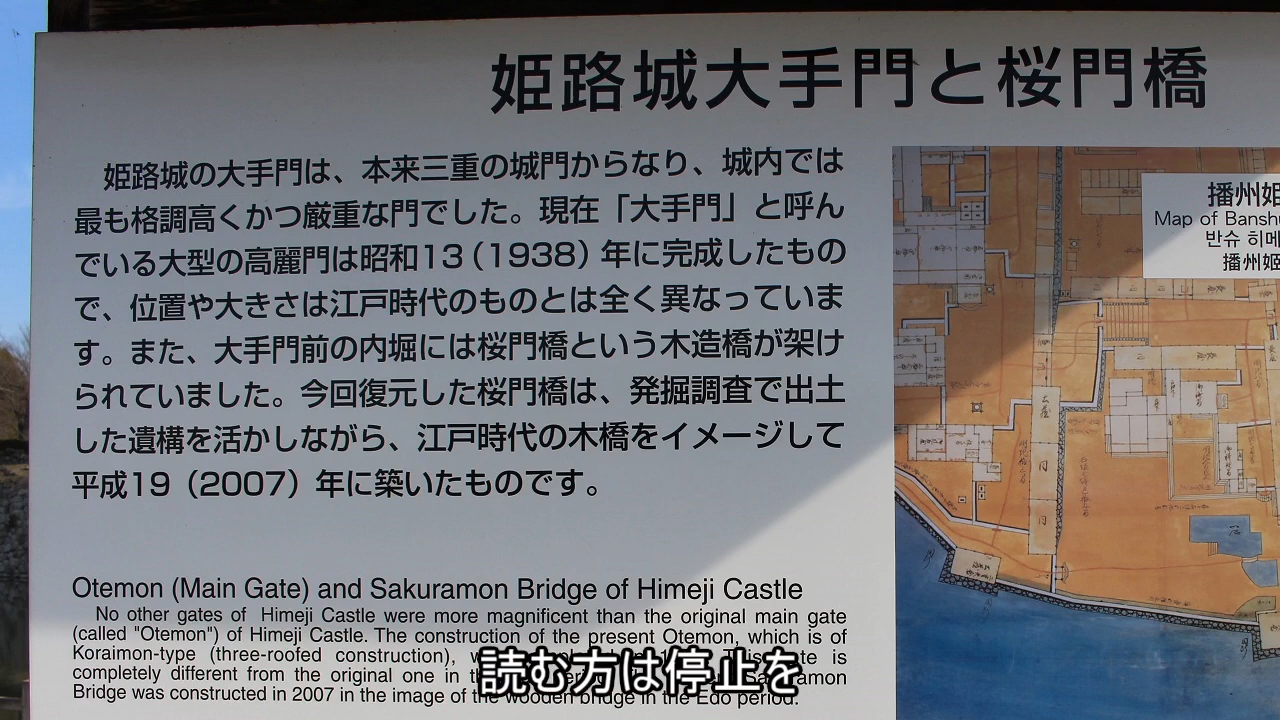 姫路城大手門と桜門橋
姫路城の大手門は、本来三重の城門からなり、城内では
最も格調高くかつ厳重な門でした。現在「大手門」と呼ん
でいる大型の高麗門は昭和13（1938）年に完成したもの
で、位置や大きさは江戸時代のものとは全く異なっていま
す。また、大手門前の内堀には桜門橋という木造橋が架け
られていました。今回復元した桜門橋は、発掘調査で出土
した遺構を活かしながら、江戸時代の木橋をイメージして
平成19（2007）年に築いたものです。
Otemon (Main Gate) and Sakuramon Bridge of Himeji Castle
No other gates of Himeji Castle were more magnificent than the original main gate
(called "Otemon") of Himeji Castle. The construction of the present Otemon, which is of
Koraimon-type (three-roofed construction), is
completely different from the original one in
Bridge was constructed in 2007 in the image of the wooden bridge in the Edo period.
播州姫
Map of Banshu
반슈 히메
播州姫
読む方は停止を